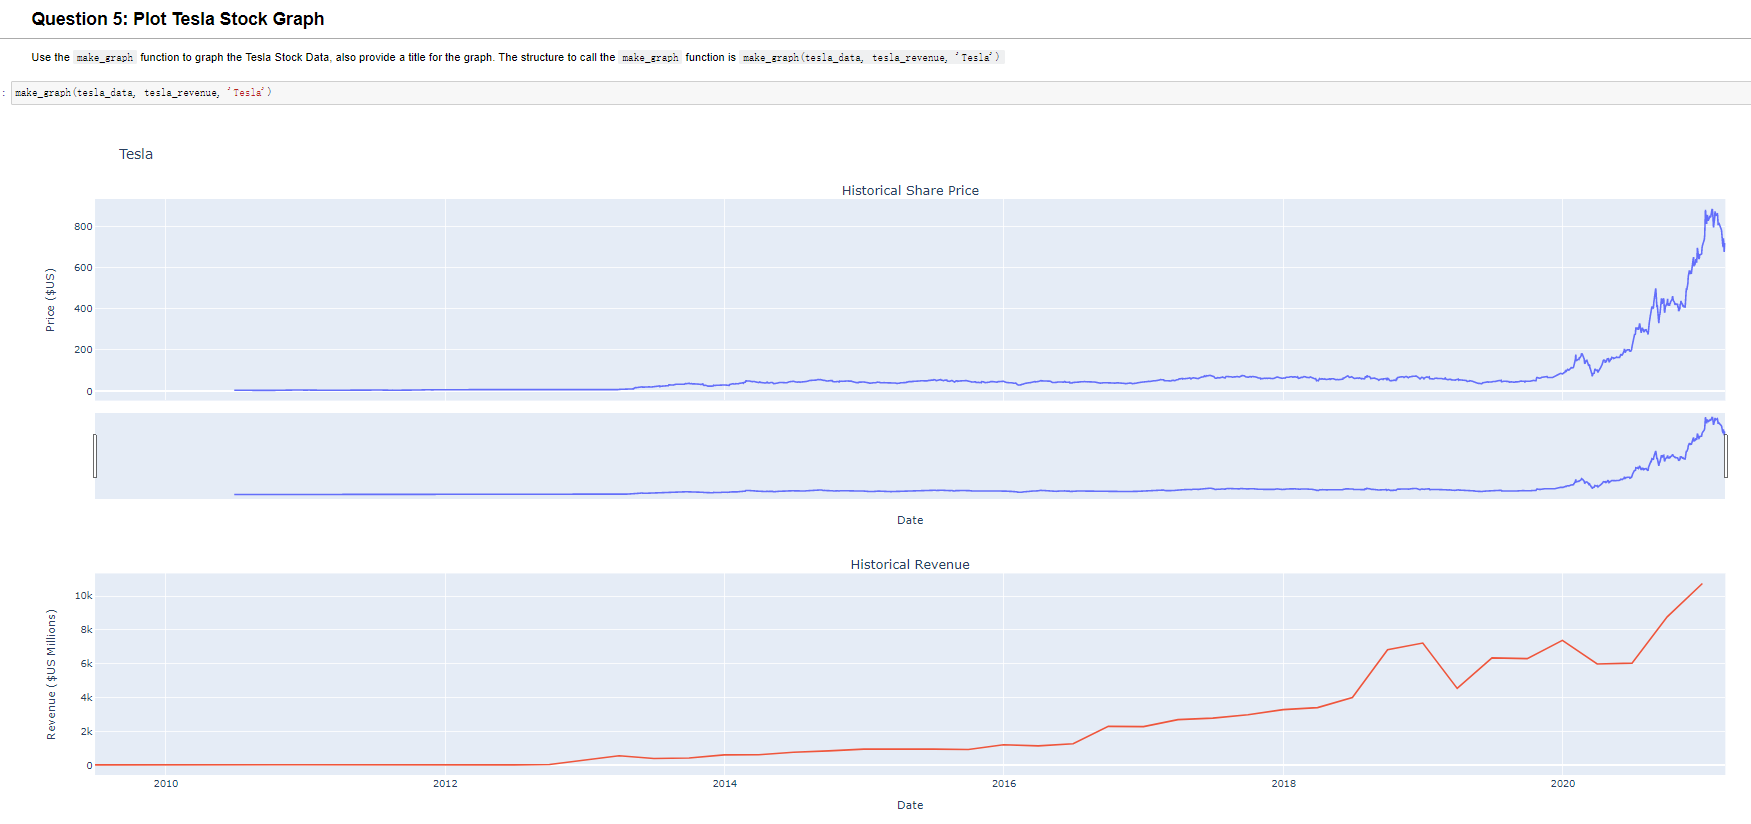 Question 5: Plot Tesla Stock Graph
Use the make_graph function to graph the Tesla Stock Data, also provide a title for the graph. The structure to call the make_graph function is make_graph(tesla_data, tesla_revenue, 'Tesla')
: make_graph(tesla_data, tesla_revenue, 'Tesla')
Tesla
Historical Share Price
Price ($US)
800
600
400
200
0
Date
Historical Revenue
Revenue ($US Millions)
10k
8k
6k
4k
2k
0
2010 2012 2014 2016 2018 2020
Date